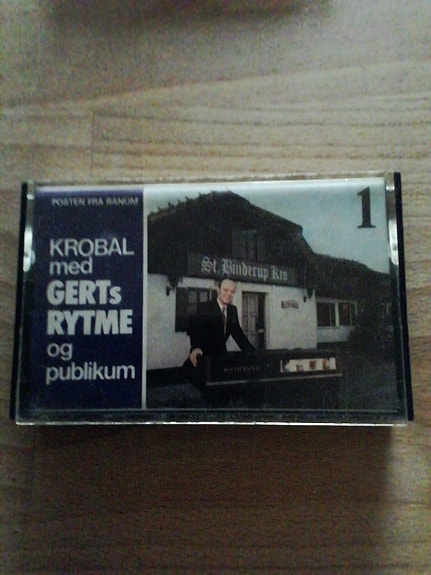 POSTEN FRA RANUM
KROBAL
med
GERTs
RYTME
og
publikum
1
St. Binderup Kro